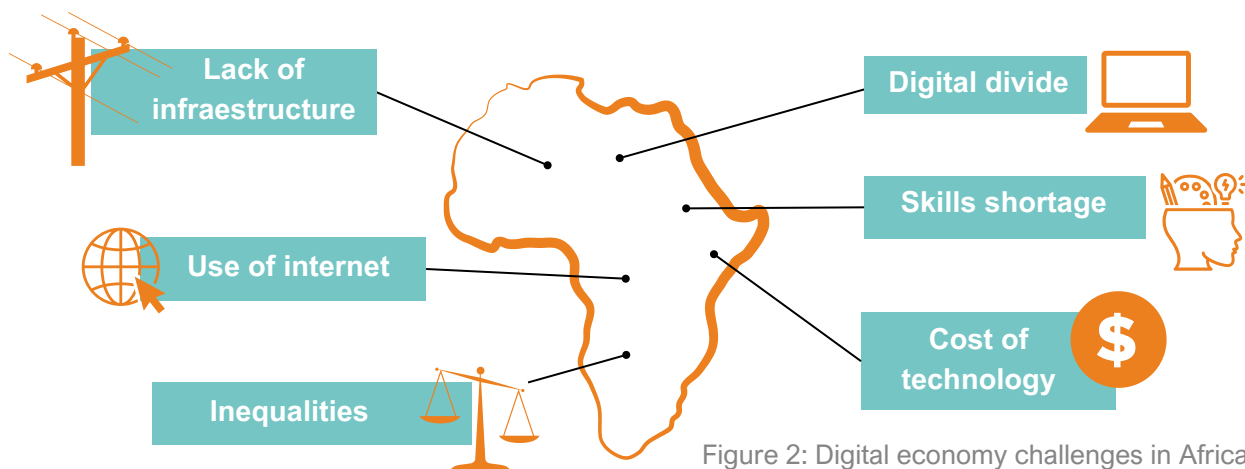 Lack of
infraestructure
Use of internet
Inequalities
Digital divide
Skills shortage
$
Cost of
technology
Figure 2: Digital economy challenges in Africa